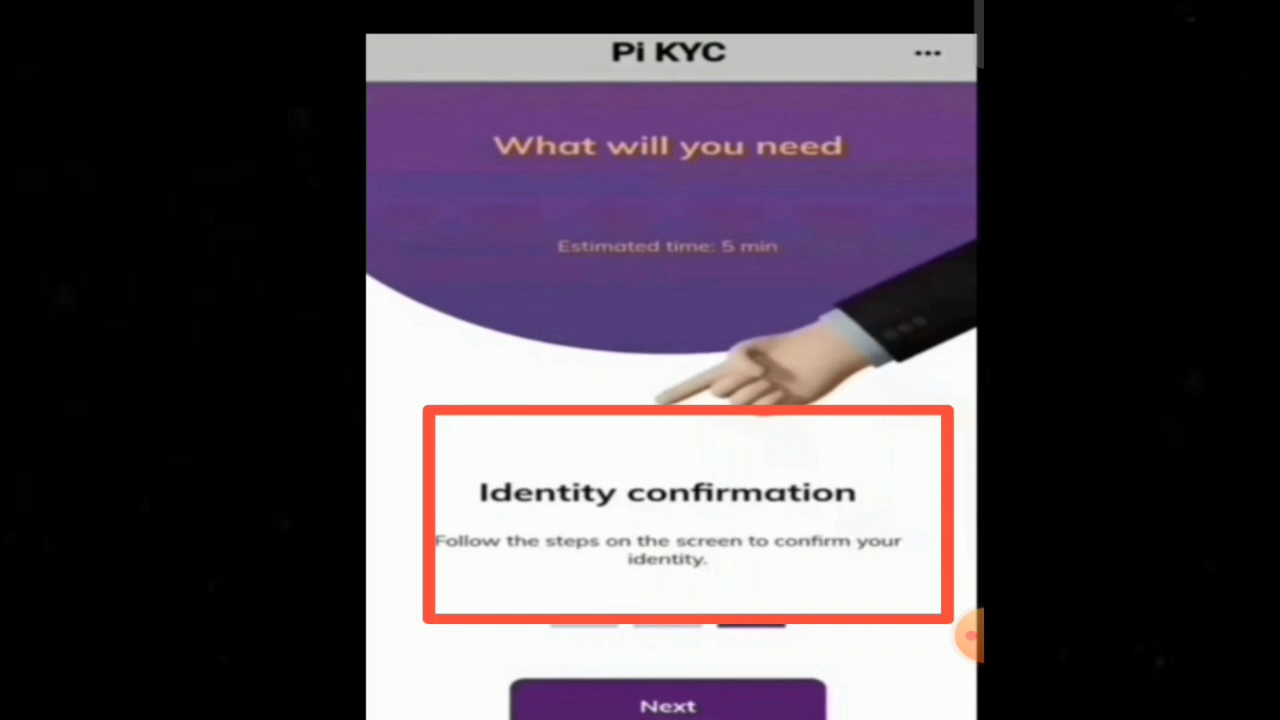 Pi KYC
What will you need
Estimated time: 5 min
Identity confirmation
Follow the steps on the screen to confirm your
identity.
Next